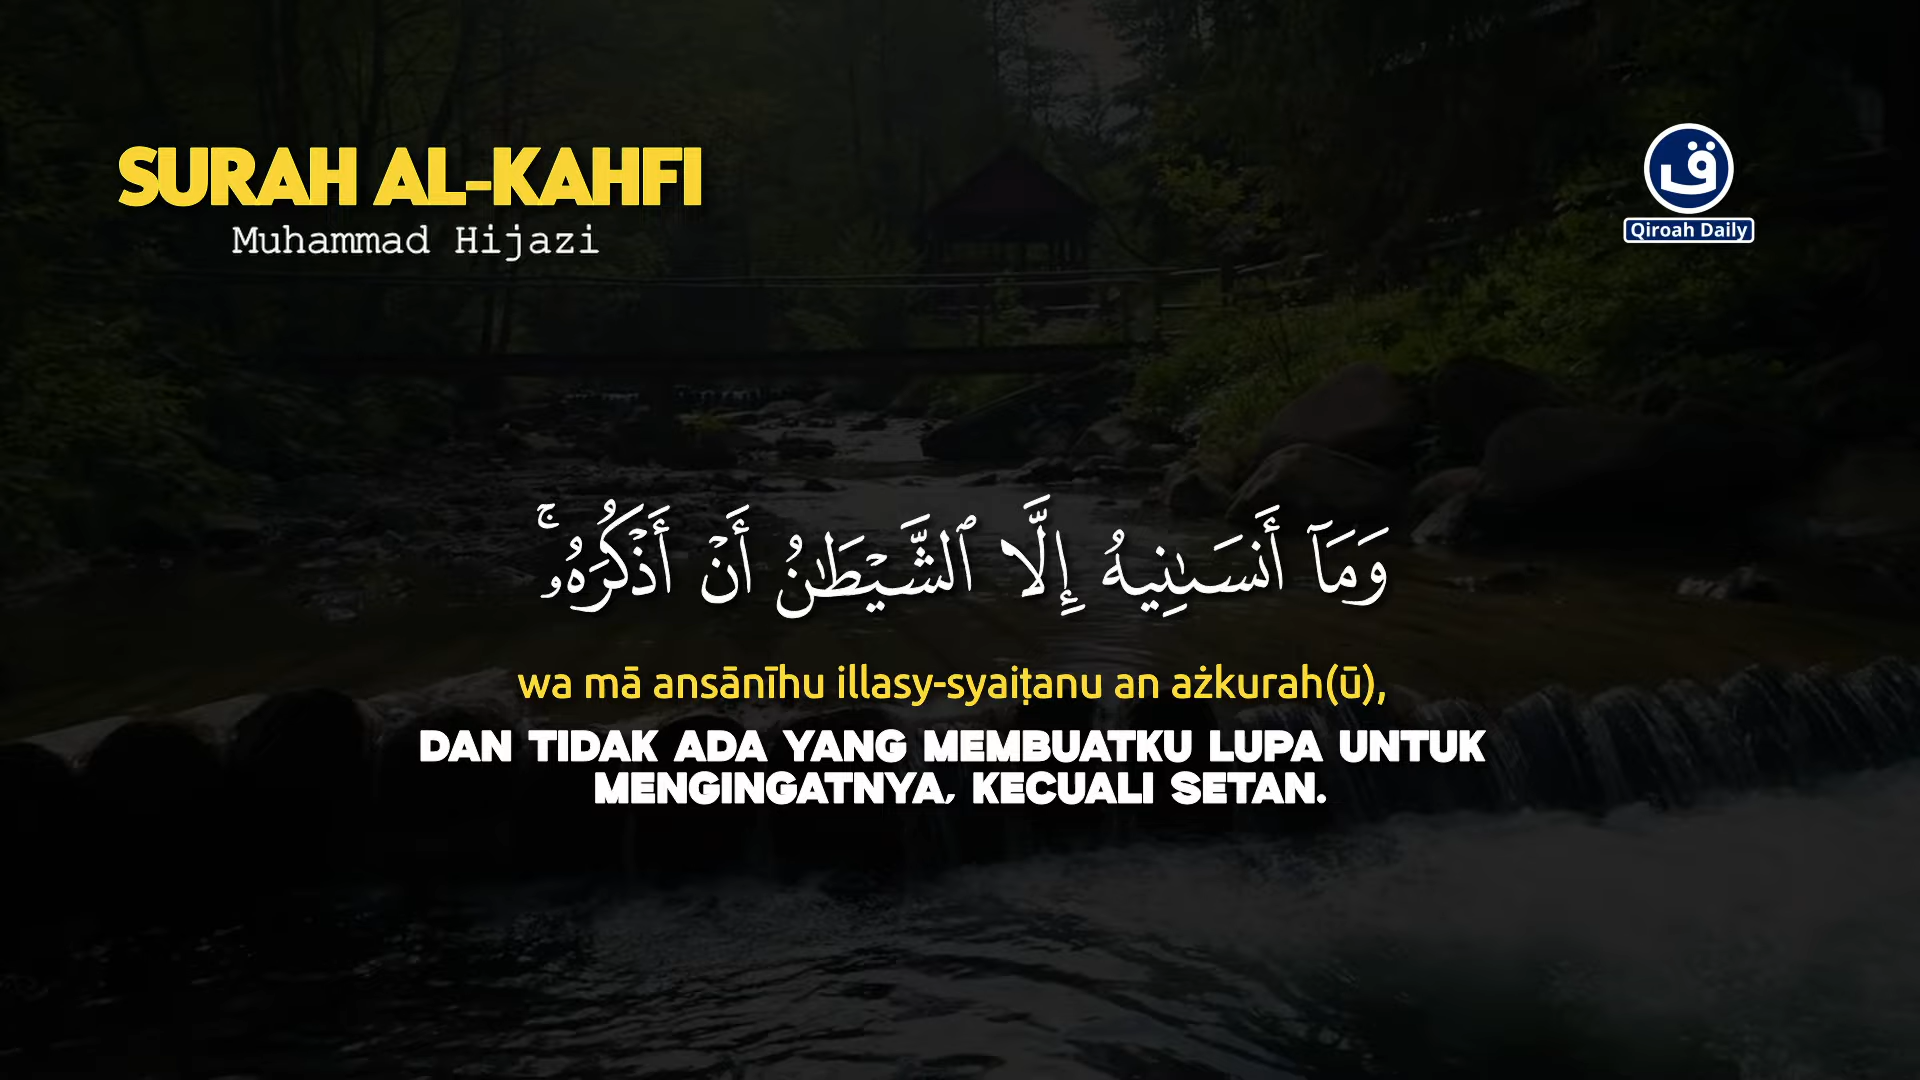 SURAH AL-KAHFI
Muhammad Hijazi
ق
Qiroah Daily
وَمَآ أَنسَىٰنِيهُ إِلَّا ٱلشَّيْطَٰنُ أَنْ أَذْكُرَهُۥ ۚ
wa mā ansānīhu illasy-syaiṭanu an ażkurah(ū),
DAN TIDAK ADA YANG MEMBUATKU LUPA UNTUK
MENGINGATNYA, KECUALI SETAN.